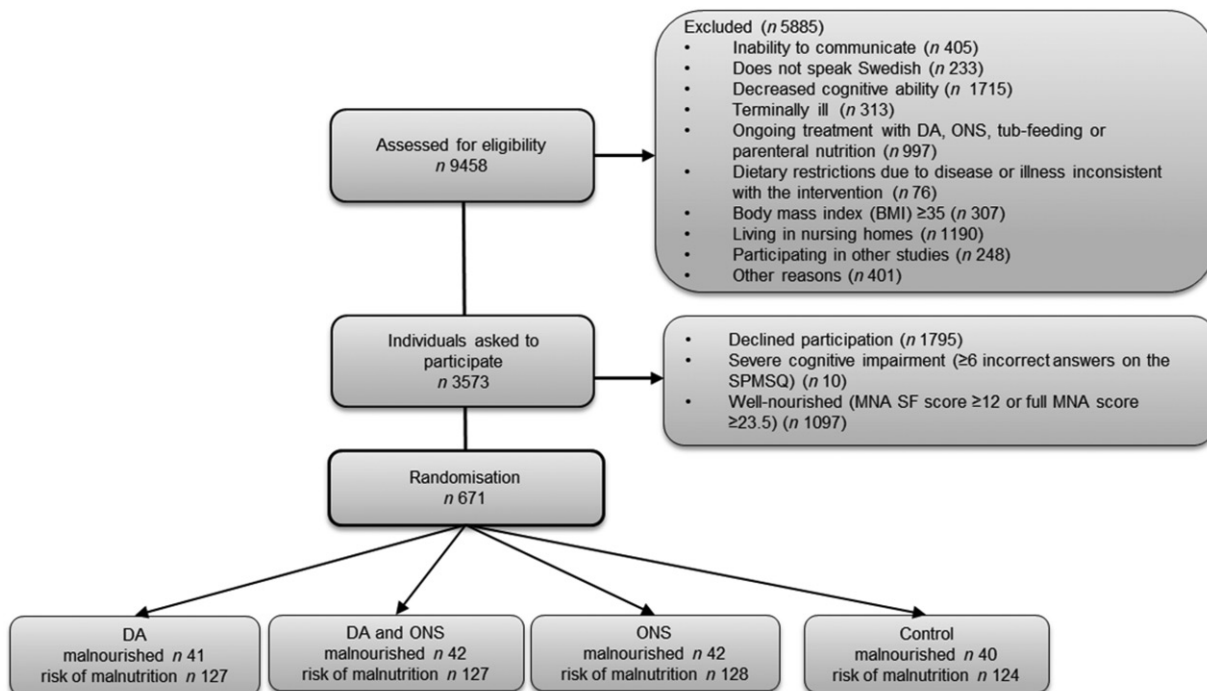 Excluded (n 5885)
• Inability to communicate (n 405)
• Does not speak Swedish (n 233)
• Decreased cognitive ability (n 1715)
• Terminally ill (n 313)
• Ongoing treatment with DA, ONS, tub-feeding or
parenteral nutrition (n 997)
• Dietary restrictions due to disease or illness inconsistent
with the intervention (n 76)
• Body mass index (BMI) ≥35 (n 307)
• Living in nursing homes (n 1190)
• Participating in other studies (n 248)
• Other reasons (n 401)
Assessed for eligibility
n 9458
Individuals asked to
participate
n 3573
• Declined participation (n 1795)
• Severe cognitive impairment (≥6 incorrect answers on the
SPMSQ) (n 10)
• Well-nourished (MNA SF score ≥12 or full MNA score
≥23.5) (n 1097)
Randomisation
n 671
DA
malnourished n 41
risk of malnutrition n 127
DA and ONS
malnourished n 42
risk of malnutrition n 127
ONS
malnourished n 42
risk of malnutrition n 128
Control
malnourished n 40
risk of malnutrition n 124